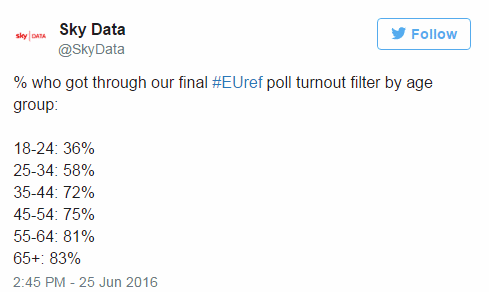 sky DATA
Sky Data
@SkyData
Follow
% who got through our final #EUref poll turnout filter by age
group:
18-24: 36%
25-34: 58%
35-44: 72%
45-54: 75%
55-64: 81%
65+: 83%
2:45 PM - 25 Jun 2016